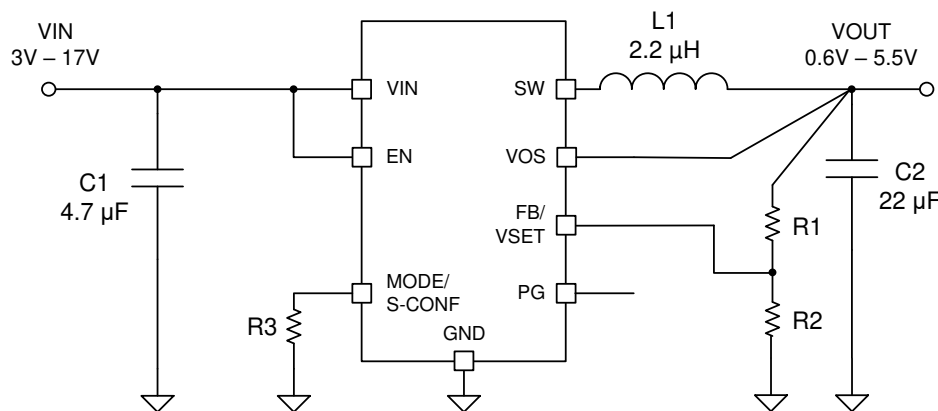 VIN
3V – 17V
L1
2.2 µH
VOUT
0.6V – 5.5V
VIN
SW
EN
VOS
C1
4.7 µF
C2
22 µF
FB/
VSET
R1
MODE/
S-CONF
PG
R3
R2
GND